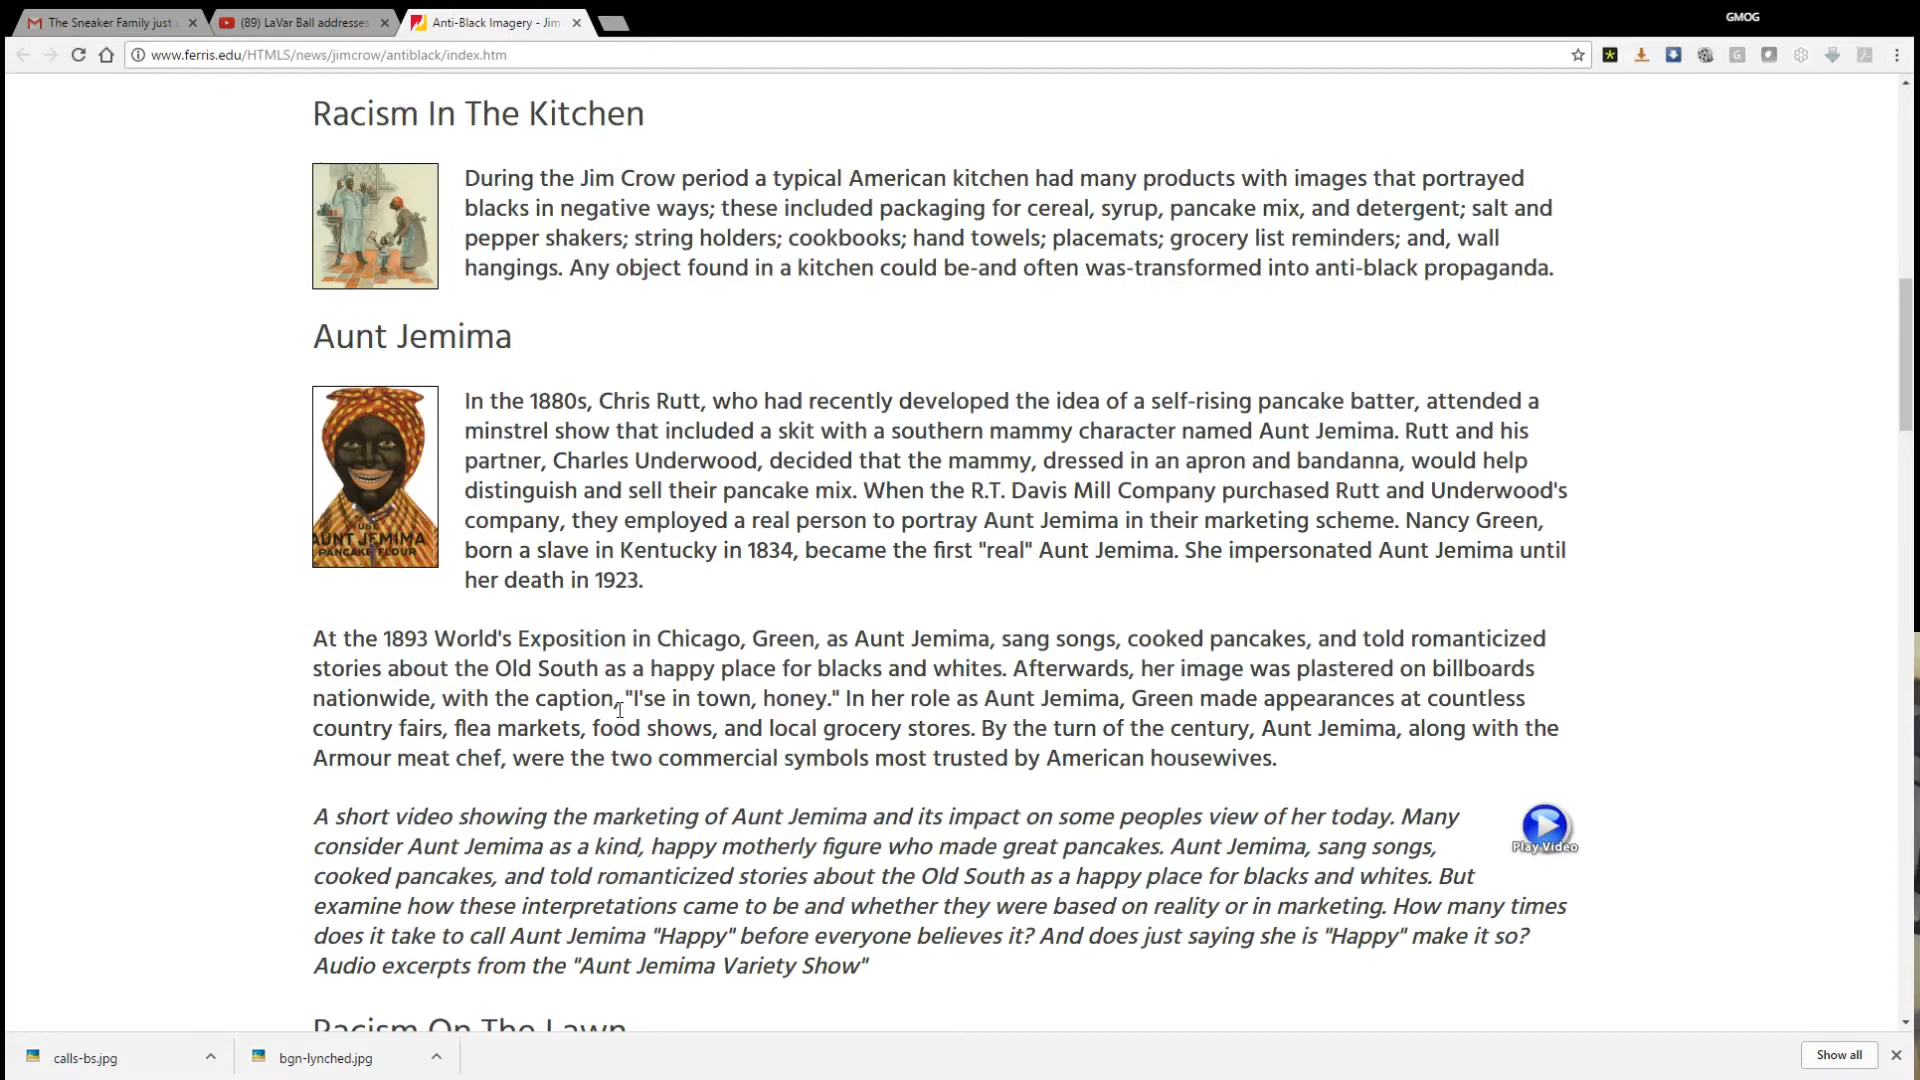 GMOG
The Sneaker Family just
(89) LaVar Ball addresses
Anti-Black Imagery - Jim
www.ferris.edu/HTMLS/news/jimcrow/antiblack/index.htm
Racism In The Kitchen
During the Jim Crow period a typical American kitchen had many products with images that portrayed
blacks in negative ways; these included packaging for cereal, syrup, pancake mix, and detergent; salt and
pepper shakers; string holders; cookbooks; hand towels; placemats; grocery list reminders; and, wall
hangings. Any object found in a kitchen could be-and often was-transformed into anti-black propaganda.
Aunt Jemima
In the 1880s, Chris Rutt, who had recently developed the idea of a self-rising pancake batter, attended a
minstrel show that included a skit with a southern mammy character named Aunt Jemima. Rutt and his
partner, Charles Underwood, decided that the mammy, dressed in an apron and bandanna, would help
distinguish and sell their pancake mix. When the R.T. Davis Mill Company purchased Rutt and Underwood's
company, they employed a real person to portray Aunt Jemima in their marketing scheme. Nancy Green,
born a slave in Kentucky in 1834, became the first "real" Aunt Jemima. She impersonated Aunt Jemima until
her death in 1923.
USE
AUNT JEMIMA
PANCAKE FLOUR
At the 1893 World's Exposition in Chicago, Green, as Aunt Jemima, sang songs, cooked pancakes, and told romanticized
stories about the Old South as a happy place for blacks and whites. Afterwards, her image was plastered on billboards
nationwide, with the caption, "I'se in town, honey." In her role as Aunt Jemima, Green made appearances at countless
country fairs, flea markets, food shows, and local grocery stores. By the turn of the century, Aunt Jemima, along with the
Armour meat chef, were the two commercial symbols most trusted by American housewives.
A short video showing the marketing of Aunt Jemima and its impact on some peoples view of her today. Many
consider Aunt Jemima as a kind, happy motherly figure who made great pancakes. Aunt Jemima, sang songs,
cooked pancakes, and told romanticized stories about the Old South as a happy place for blacks and whites. But
examine how these interpretations came to be and whether they were based on reality or in marketing. How many times
does it take to call Aunt Jemima "Happy" before everyone believes it? And does just saying she is "Happy" make it so?
Audio excerpts from the "Aunt Jemima Variety Show"
Play Video
Racism On The Lawn
calls-bs.jpg
bgn-lynched.jpg
Show all